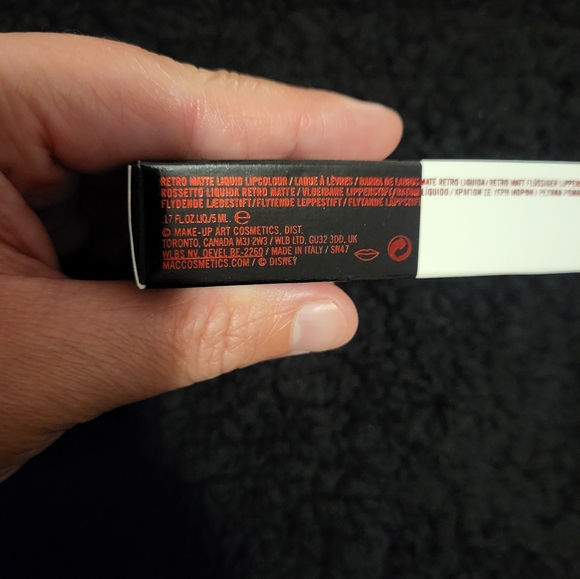 RETRO MATTE LIQUID LIPCOLOUR / LAQUE À LÈVRES / BARRA DE LABIOS MATE RETRO LIQUIDA / RETRO MATT FLÜSSIGER LIPPEN
ROSSETTO LIQUIDA RETRO MATTE / VLOEIBARE LIPPENSTIFT / LIQUIDO /
FLYDENDE LÆBESTIFT / FLYTENDE LEPPESTIFT / FLYTANDE LÄPPSTIFT
.17 FL.OZ.LIQ/5 ML ℮
© MAKE-UP ART COSMETICS, DIST.
TORONTO, CANADA M3J 2W3 / WLB LTD, GU32 3DD, UK
WLBS NV, OEVEL BE-2260 / MADE IN ITALY / SN47
MACCOSMETICS.COM / © DISNEY